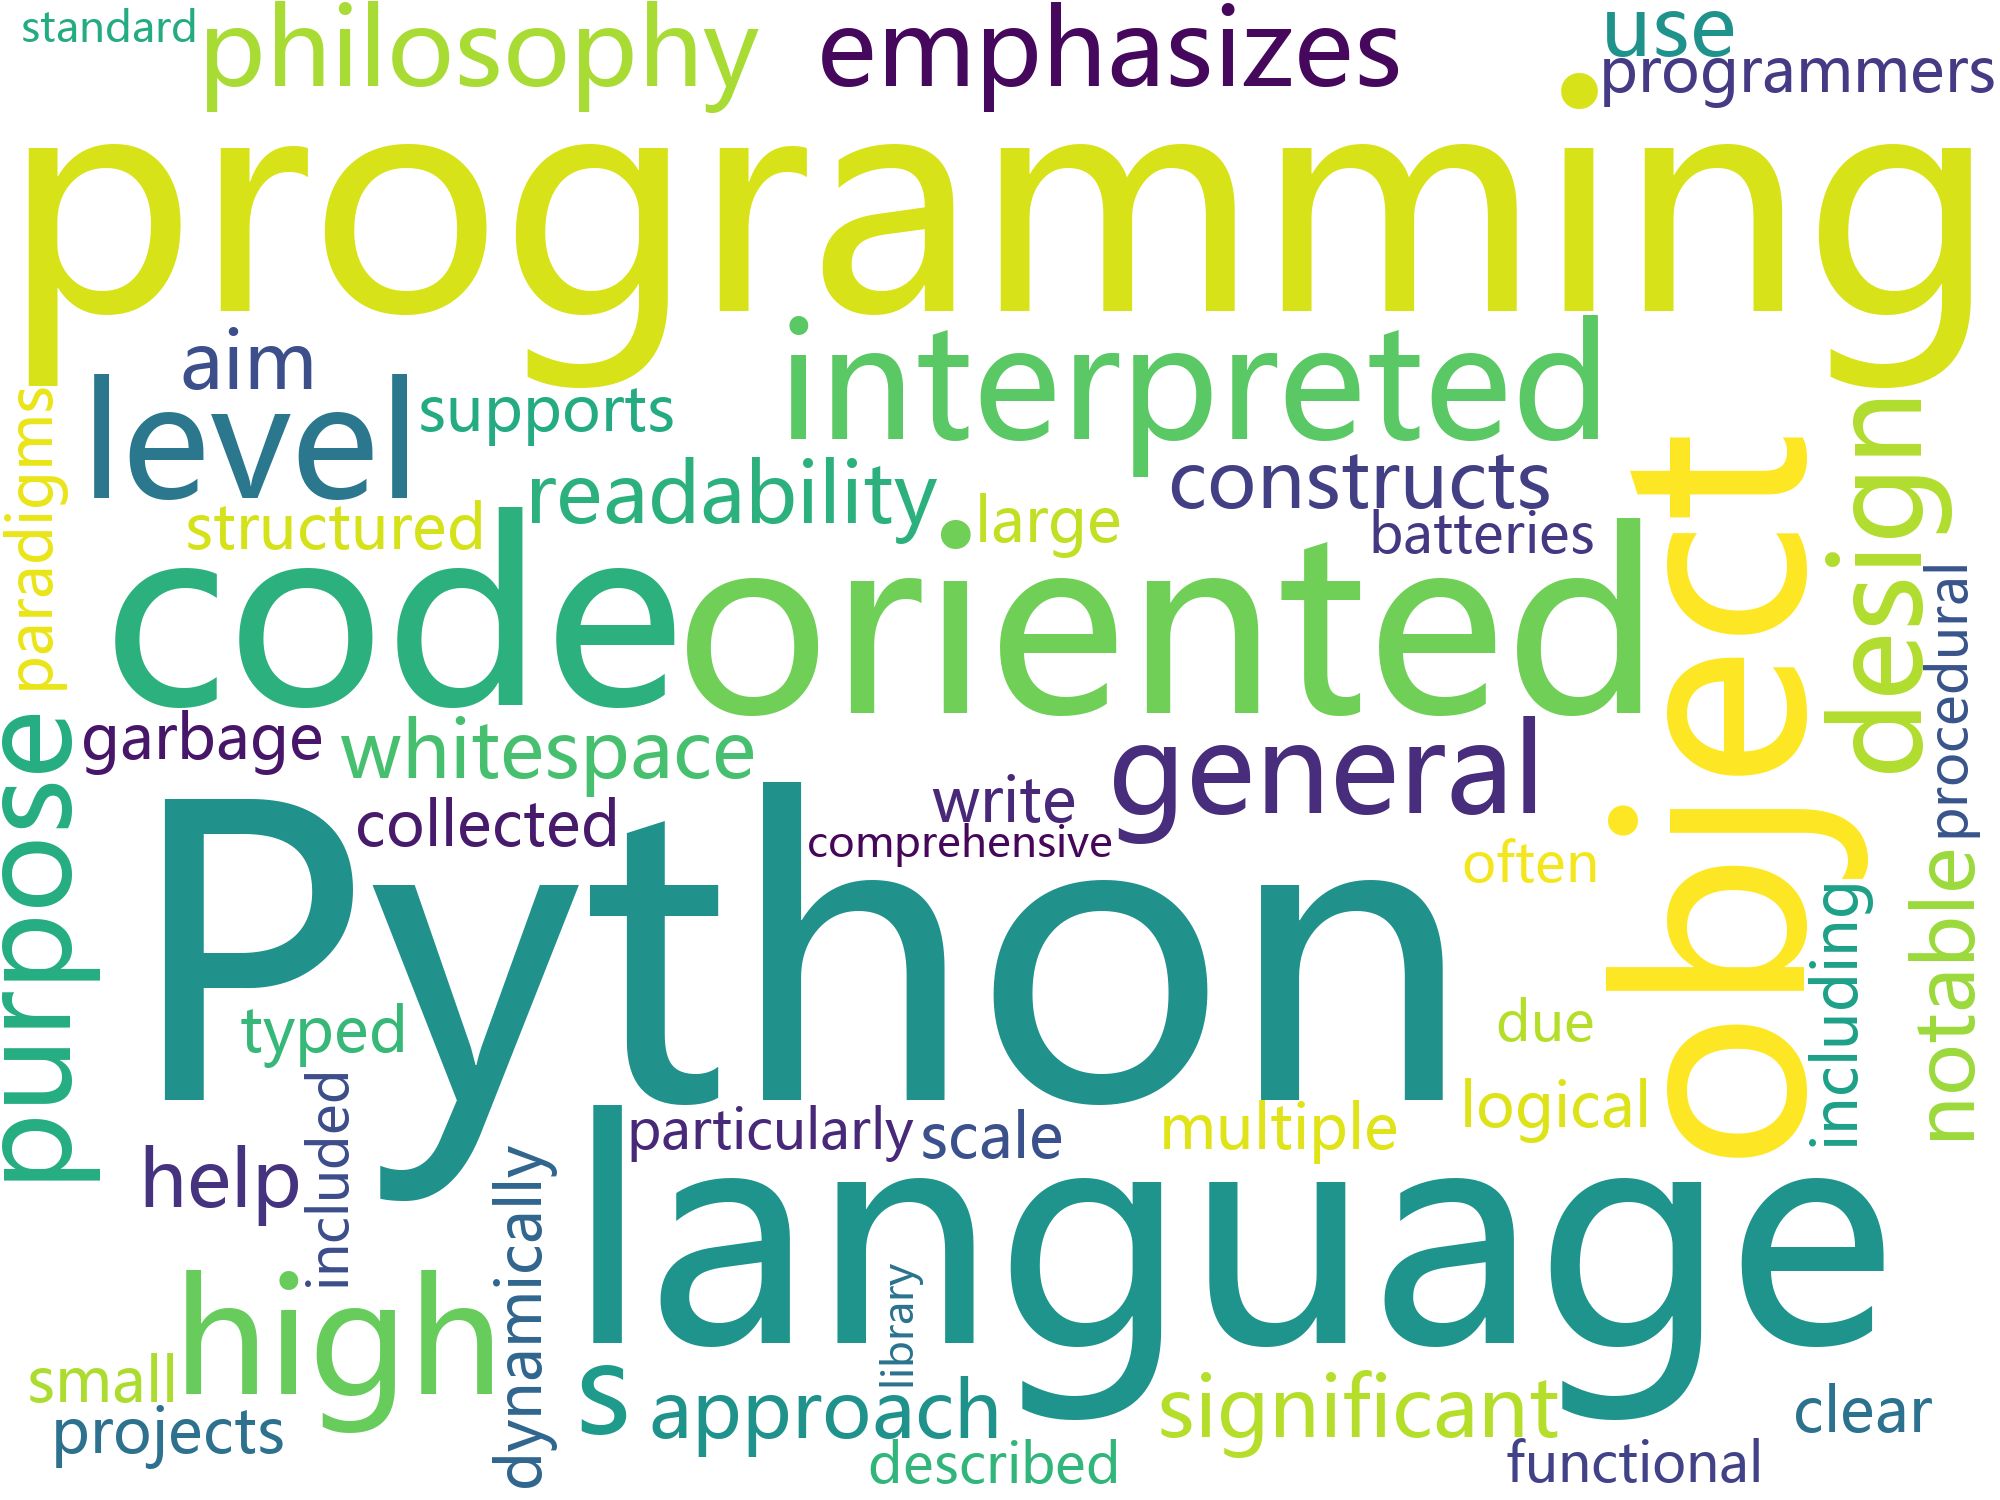 standard
philosophy
emphasizes
use
programmers
programming
aim
interpreted
level
supports
paradigms
readability
constructs
structured
large
batteries
object
design
code
oriented
procedural
garbage
whitespace
general
purpose
collected
write
comprehensive
often
Python
notable
including
typed
due
logical
included
particularly
scale
multiple
help
language
dynamically
high
library
small
s
approach
significant
clear
projects
described
functional